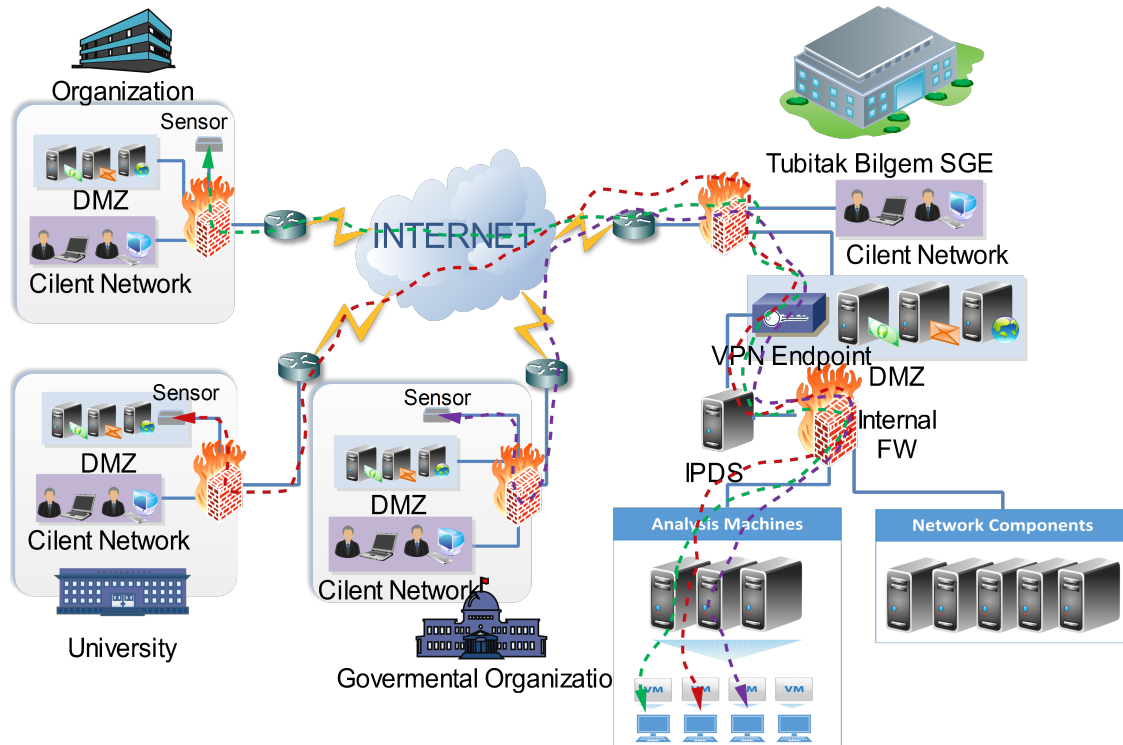 Organization
Sensor
DMZ
Cilent Network
INTERNET
Tubitak Bilgem SGE
Cilent Network
VPN Endpoint
DMZ
Internal
FW
IPDS
Sensor
DMZ
Cilent Network
University
Sensor
DMZ
Cilent Network
Govermental Organizatio
Analysis Machines
VM
VM
VM
VM
Network Components